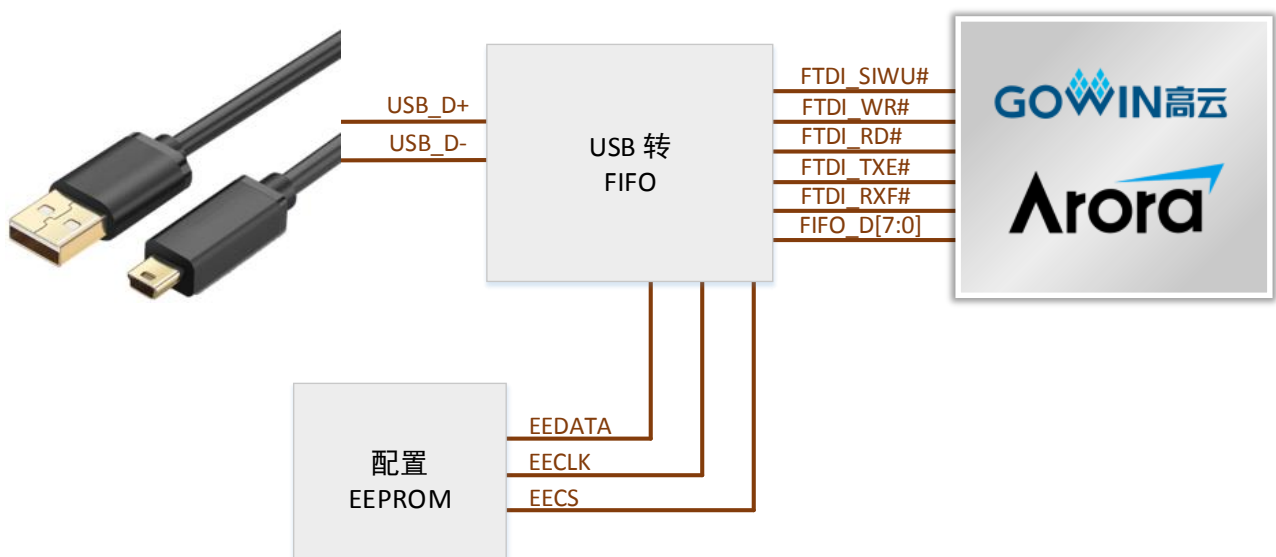 USB_D+
USB_D-
USB 转
FIFO
FTDI_SIWU#
FTDI_WR#
FTDI_RD#
FTDI_TXE#
FTDI_RXF#
FIFO_D[7:0]
GOWIN高云
Arora
配置
EEPROM
EEDATA
EECLK
EECS